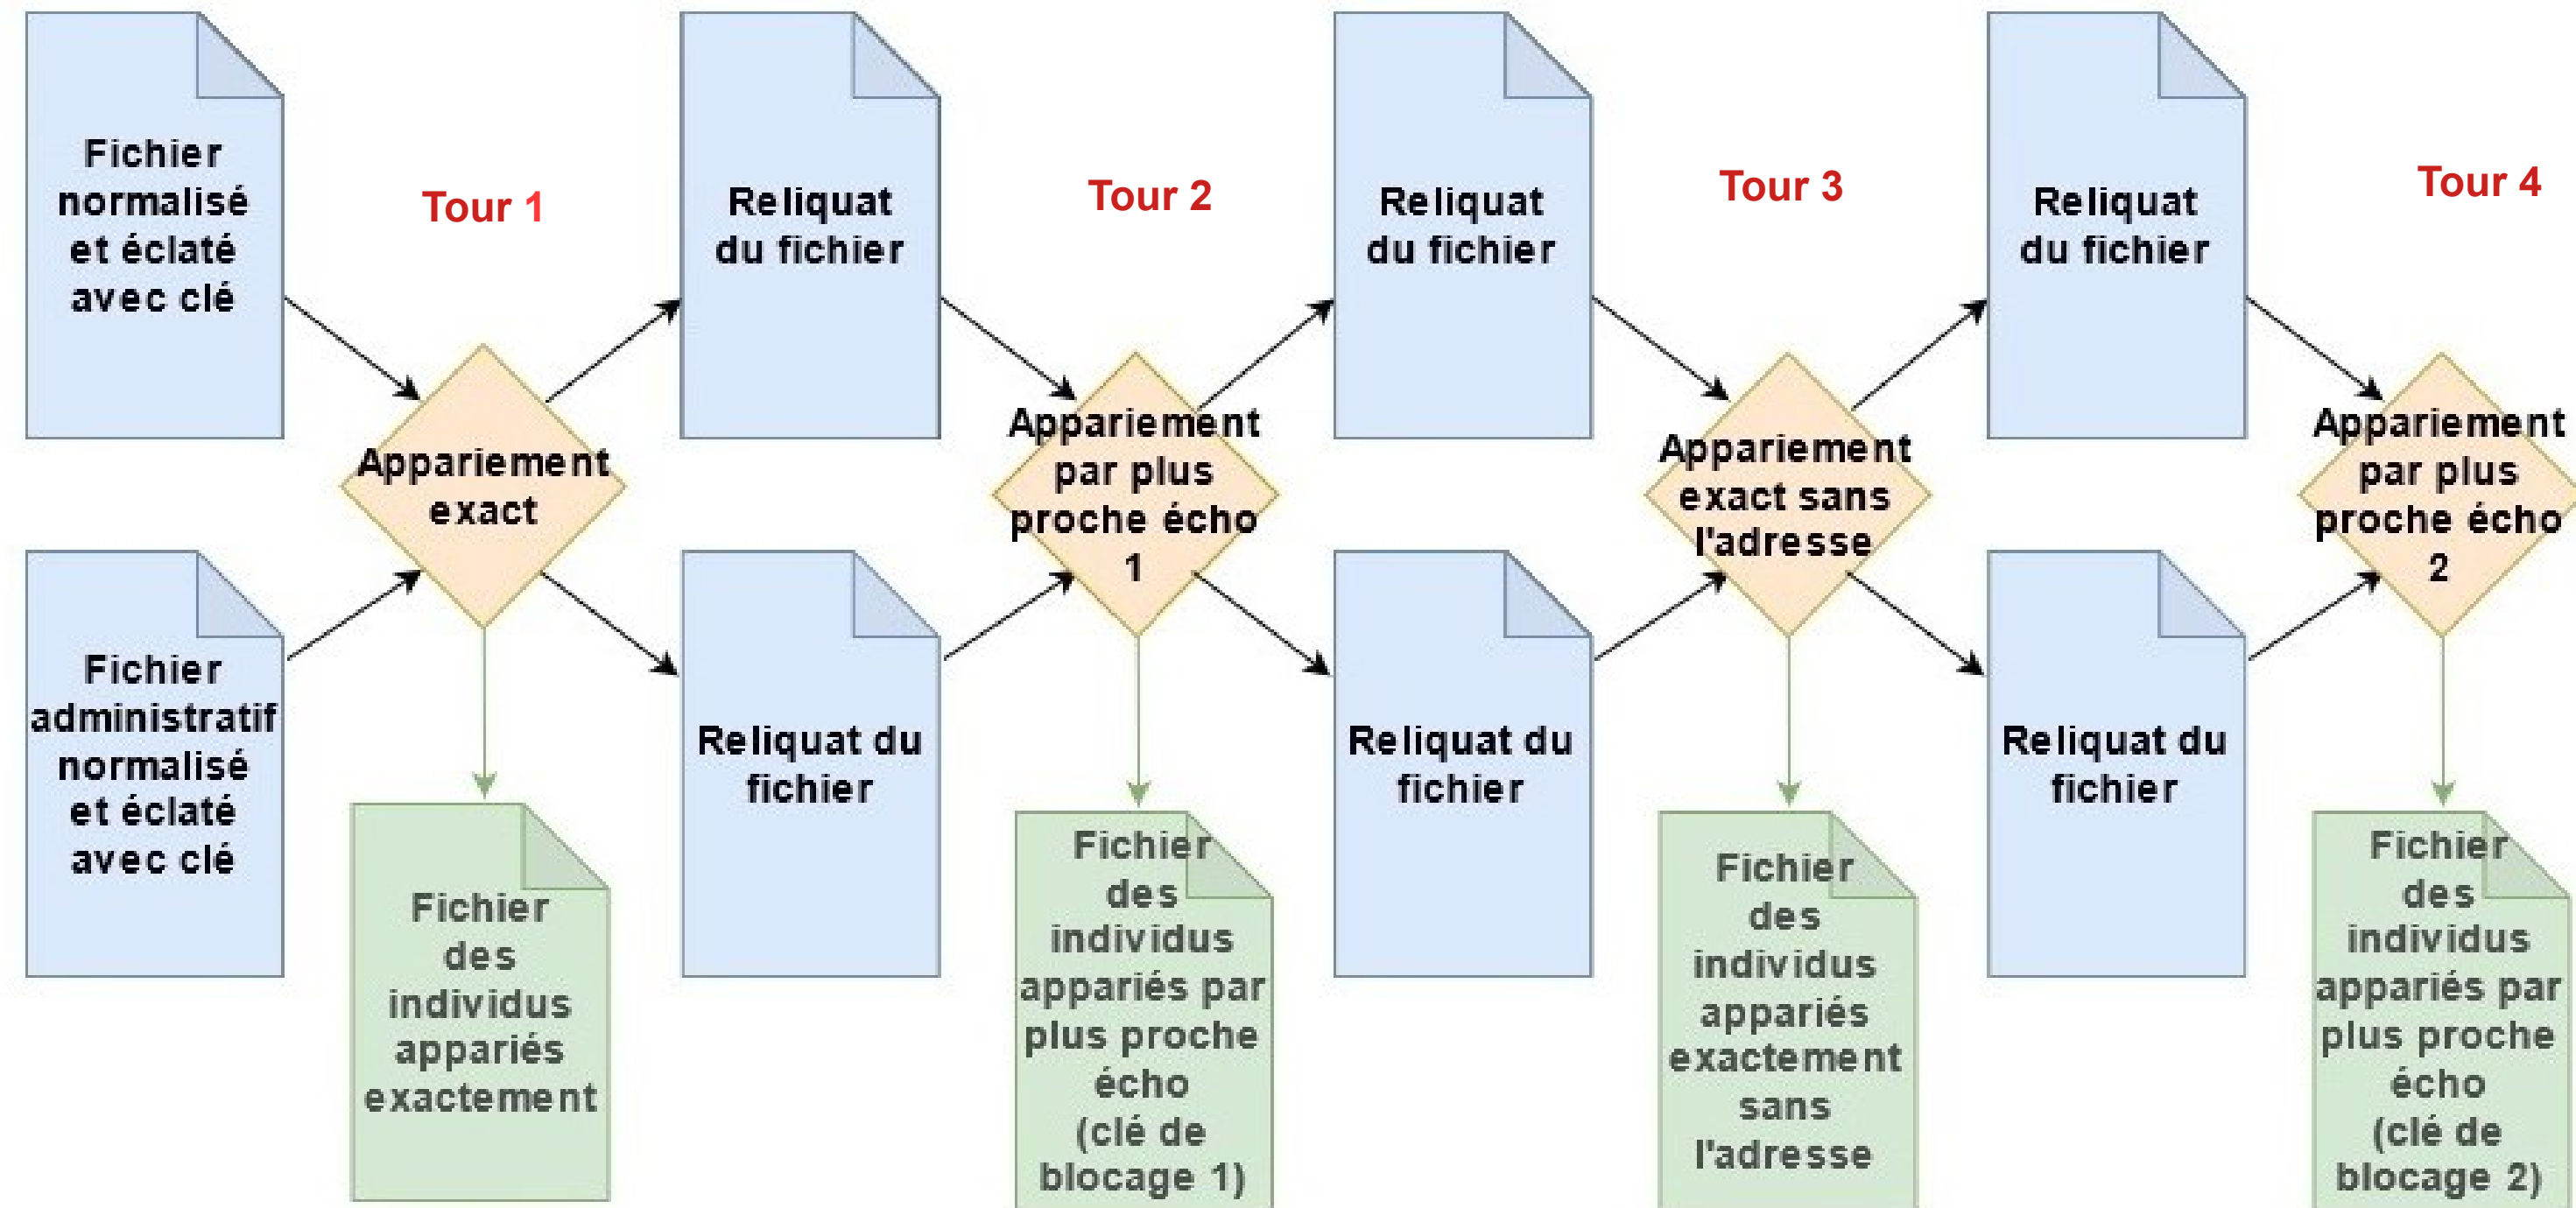 Fichier
normalisé
et éclaté
avec clé
Tour 1
Reliquat
du fichier
Tour 2
Reliquat
du fichier
Tour 3
Reliquat
du fichier
Tour 4
Appariement
exact
Appariement
par plus
proche écho
1
Appariement
exact sans
l'adresse
Appariement
par plus
proche écho
2
Fichier
administratif
normalisé
et éclaté
avec clé
Reliquat du
fichier
Reliquat du
fichier
Reliquat du
fichier
Fichier
des
individus
appariés
exactement
Fichier
des
individus
appariés par
plus proche
écho
(clé de
blocage 1)
Fichier
des
individus
appariés
exactement
sans
l'adresse
Fichier
des
individus
appariés par
plus proche
écho
(clé de
blocage 2)